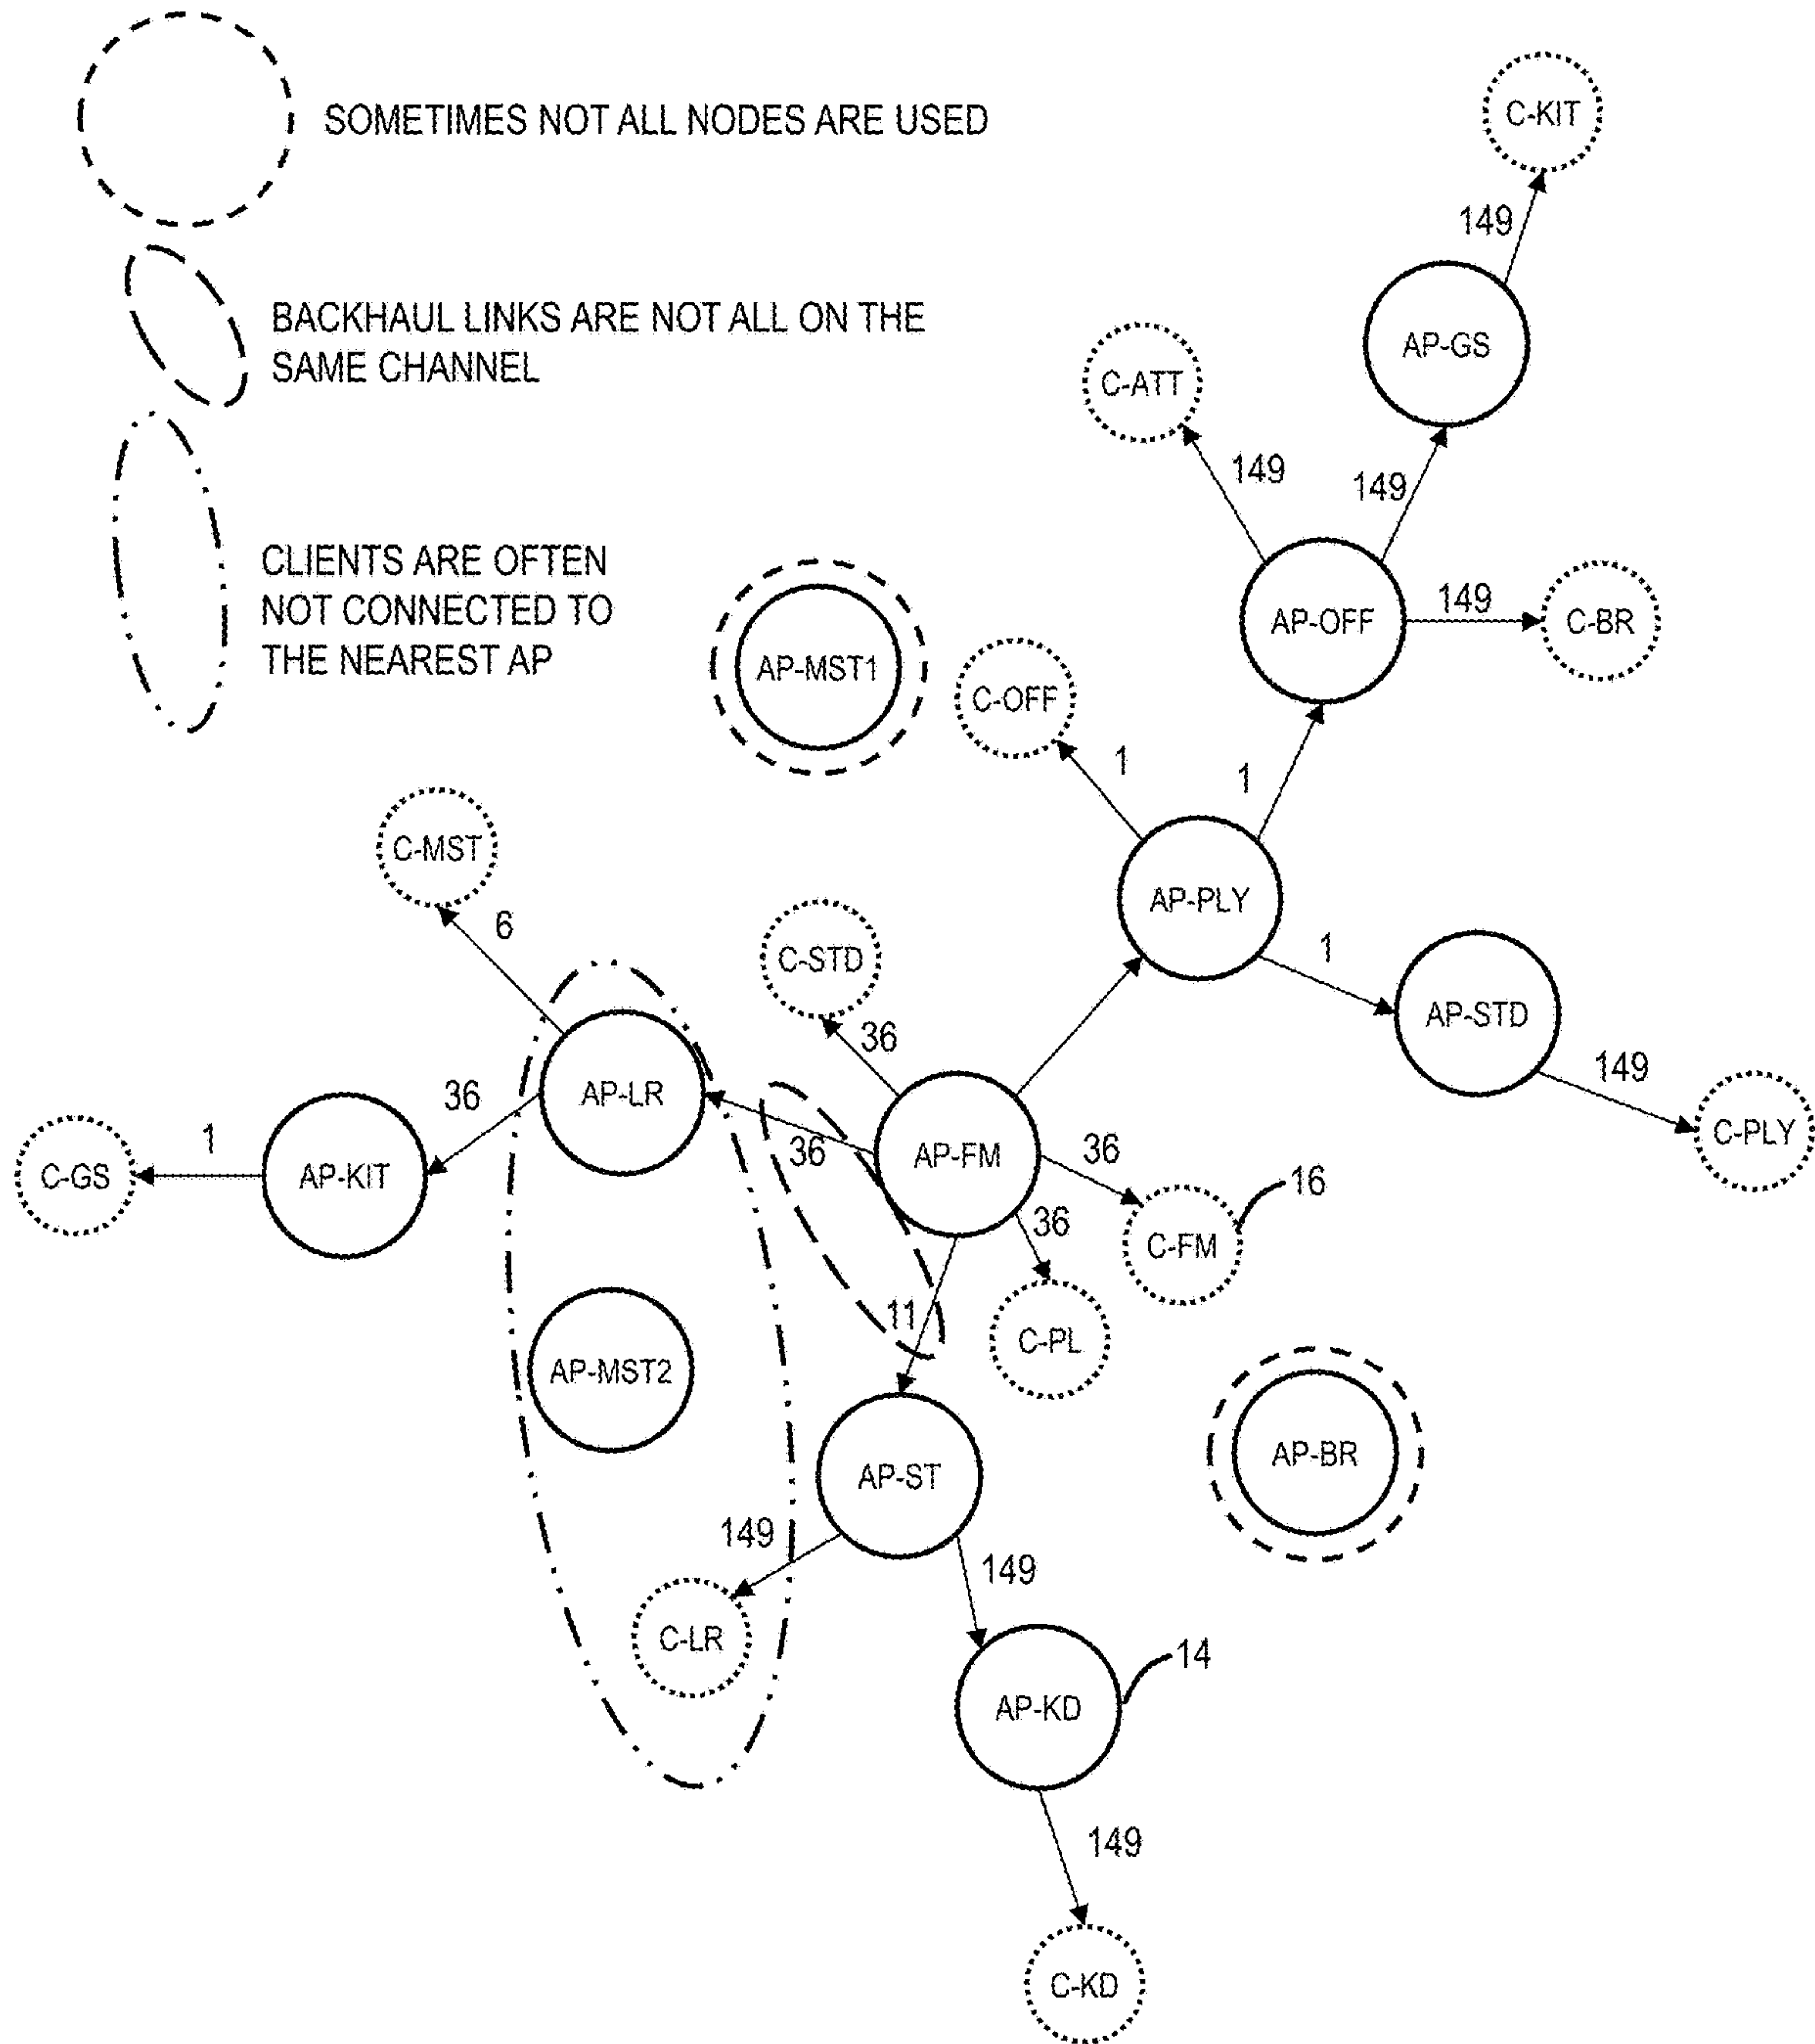 SOMETIMES NOT ALL NODES ARE USED
BACKHAUL LINKS ARE NOT ALL ON THE
SAME CHANNEL
CLIENTS ARE OFTEN
NOT CONNECTED TO
THE NEAREST AP
C-KIT
149
AP-GS
C-ATT
149
149
AP-OFF
149
C-BR
AP-MST1
C-OFF
1
1
C-MST
AP-PLY
6
C-STD
1
AP-STD
36
149
AP-LR
36
C-PLY
36
AP-FM
36
1
C-GS
AP-KIT
16
36
C-FM
11
C-PL
AP-MST2
AP-BR
AP-ST
149
149
C-LR
14
AP-KD
149
C-KD